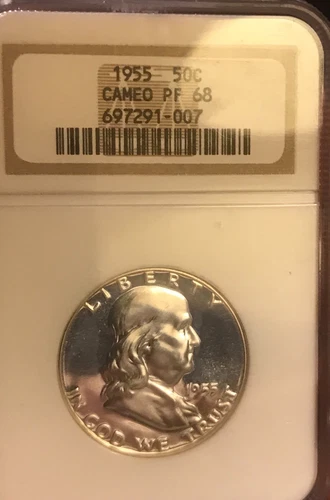 1955 50C
CAMEO PF 68
697291-007
LIBERTY
1955
IN GOD WE TRUST